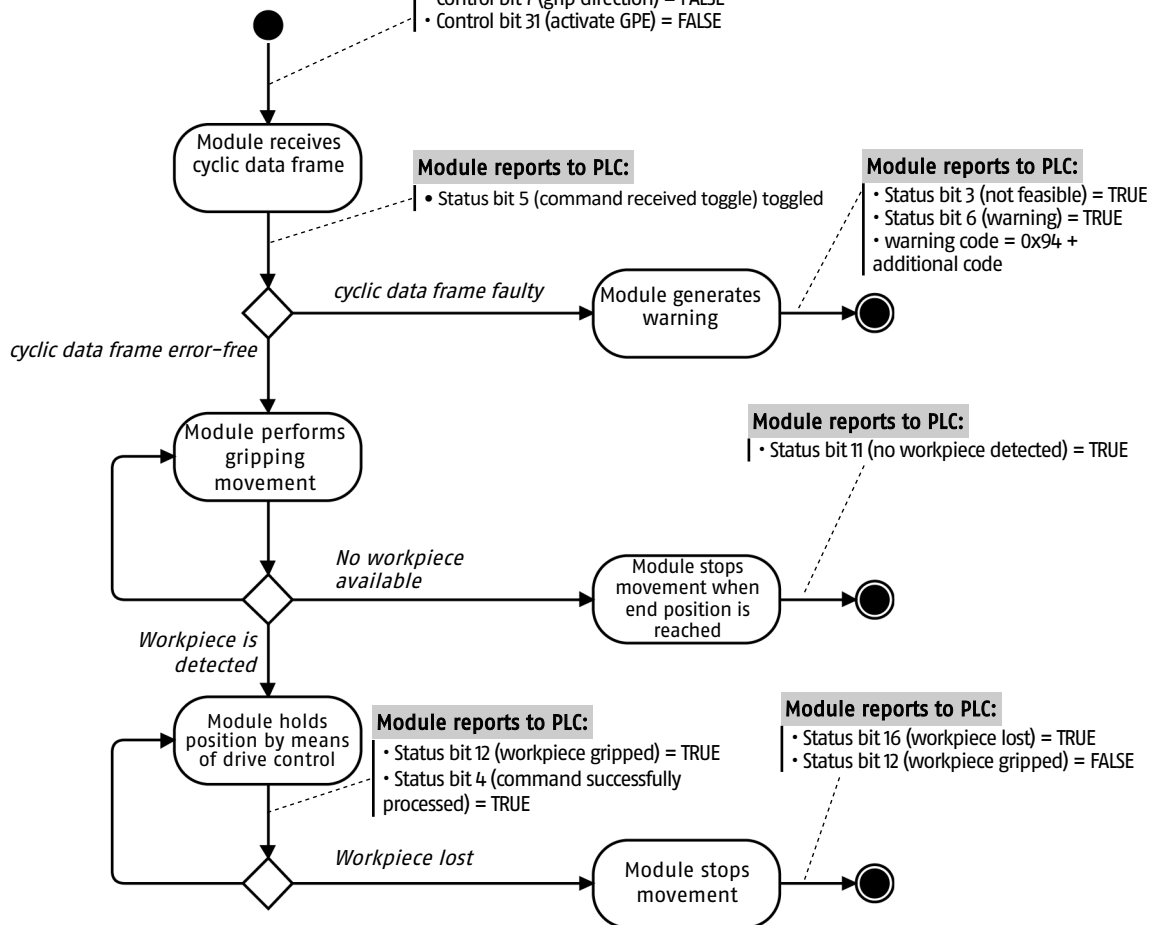 • Control bit 7 (grip direction) = FALSE
• Control bit 31 (activate GPE) = FALSE
Module receives
cyclic data frame
Module reports to PLC:
• Status bit 5 (command received toggle) toggled
Module reports to PLC:
• Status bit 3 (not feasible) = TRUE
• Status bit 6 (warning) = TRUE
• warning code = 0x94 +
additional code
cyclic data frame faulty
Module generates
warning
cyclic data frame error-free
Module performs
gripping
movement
Module reports to PLC:
• Status bit 11 (no workpiece detected) = TRUE
No workpiece
available
Module stops
movement when
end position is
reached
Workpiece is
detected
Module holds
position by means
of drive control
Module reports to PLC:
• Status bit 12 (workpiece gripped) = TRUE
• Status bit 4 (command successfully
processed) = TRUE
Module reports to PLC:
• Status bit 16 (workpiece lost) = TRUE
• Status bit 12 (workpiece gripped) = FALSE
Workpiece lost
Module stops
movement